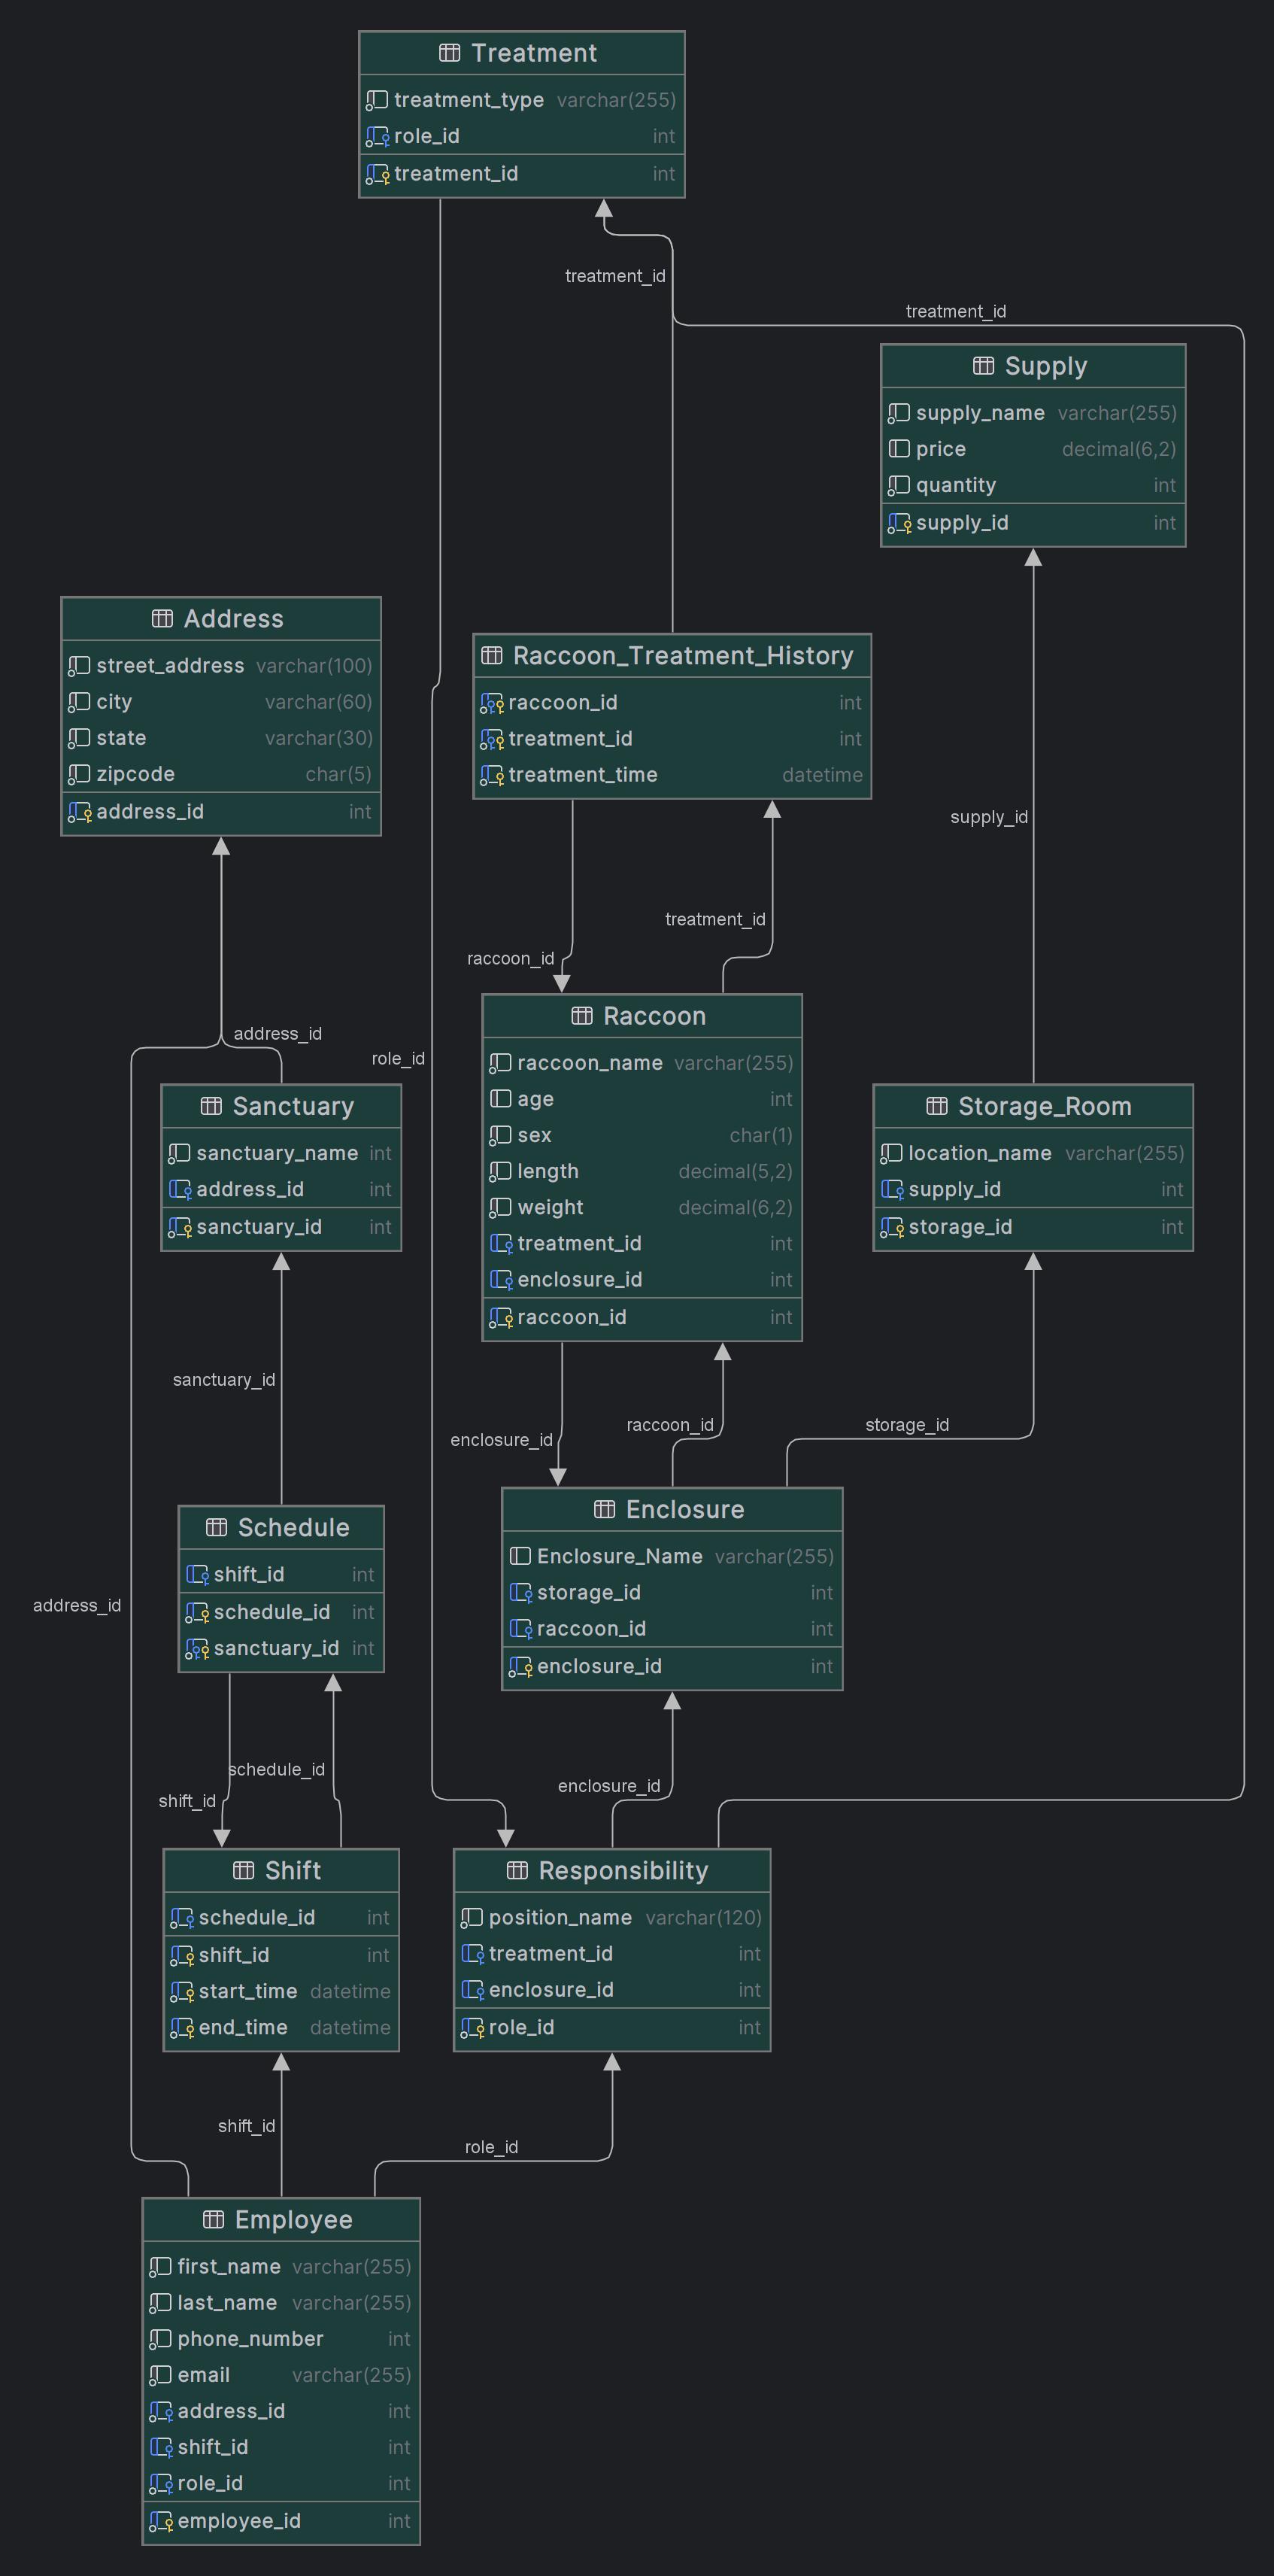 Treatment
treatment_type varchar(255)
role_id int
treatment_id int
treatment_id
treatment_id
Supply
supply_name varchar(255)
price decimal(6,2)
quantity int
supply_id int
Address
street_address varchar(100)
city varchar(60)
state varchar(30)
zipcode char(5)
address_id int
Raccoon_Treatment_History
raccoon_id int
treatment_id int
treatment_time datetime
supply_id
treatment_id
raccoon_id
address_id
role_id
Raccoon
raccoon_name varchar(255)
age int
sex char(1)
length decimal(5,2)
weight decimal(6,2)
treatment_id int
enclosure_id int
raccoon_id int
Sanctuary
sanctuary_name int
address_id int
sanctuary_id int
Storage_Room
location_name varchar(255)
supply_id int
storage_id int
sanctuary_id
enclosure_id
raccoon_id
storage_id
Schedule
shift_id int
schedule_id int
sanctuary_id int
Enclosure
Enclosure_Name varchar(255)
storage_id int
raccoon_id int
enclosure_id int
address_id
schedule_id
shift_id
enclosure_id
Shift
schedule_id int
shift_id int
start_time datetime
end_time datetime
Responsibility
position_name varchar(120)
treatment_id int
enclosure_id int
role_id int
shift_id
role_id
Employee
first_name varchar(255)
last_name varchar(255)
phone_number int
email varchar(255)
address_id int
shift_id int
role_id int
employee_id int